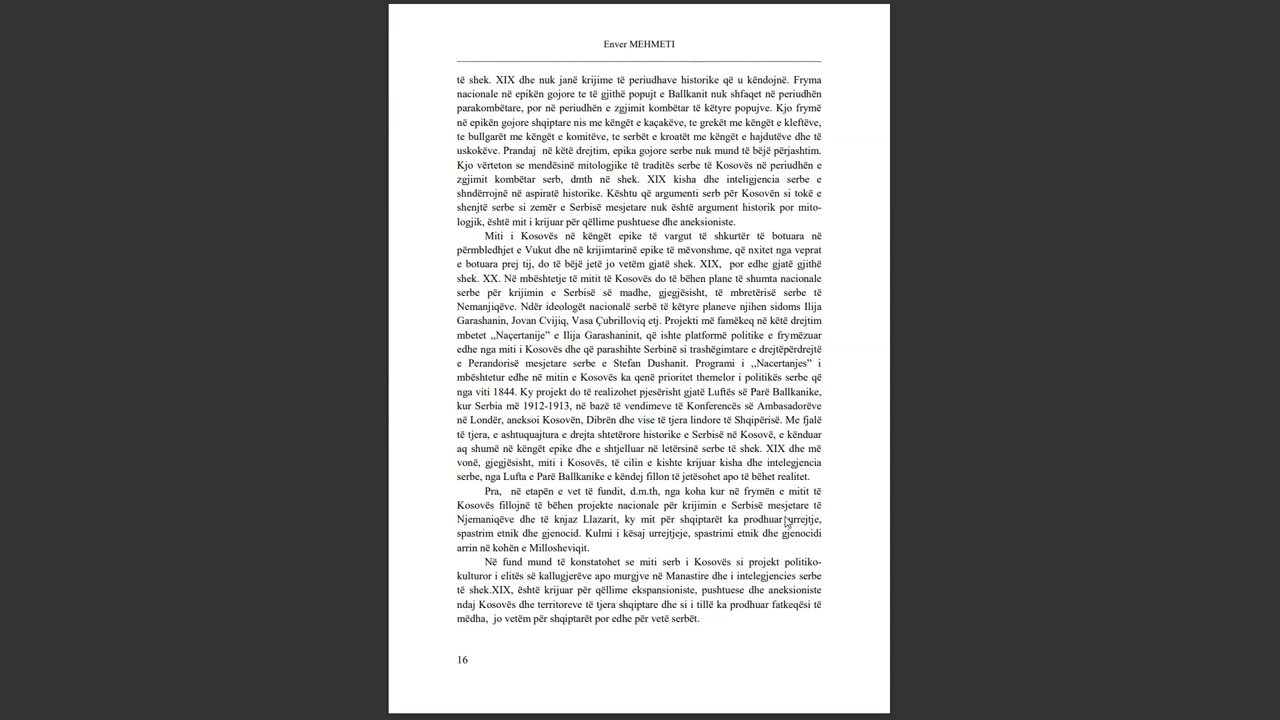 Enver MEHMETI
të shek. XIX dhe nuk janë krijime të periudhave historike që u këndojnë. Fryma
nacionale në epikën gojore te të gjithë popujt e Ballkanit nuk shfaqet në periudhën
parakombëtare, por në periudhën e zgjimit kombëtar të këtyre popujve. Kjo frymë
në epikën gojore shqiptare nis me këngët e kaçakëve, te grekët me këngët e kleftëve,
te bullgarët me këngët e komitëve, te serbët e kroatët me këngët e hajdutëve dhe të
uskokëve. Prandaj në këtë drejtim, epika gojore serbe nuk mund të bëjë përjashtim.
Kjo vërteton se mendësinë mitologjike të traditës serbe të Kosovës në periudhën e
zgjimit kombëtar serb, dmth në shek. XIX kisha dhe inteligjencia serbe e
shndërrojnë në aspiratë historike. Kështu që argumenti serb për Kosovën si tokë e
shenjtë serbe si zemër e Serbisë mesjetare nuk është argument historik por mito-
logjik, është mit i krijuar për qëllime pushtuese dhe aneksioniste.
Miti i Kosovës në këngët epike të vargut të shkurtër të botuara në
përmbledhjet e Vukut dhe në krijimtarinë epike të mëvonshme, që nxitet nga veprat
e botuara prej tij, do të bëjë jetë jo vetëm gjatë shek. XIX, por edhe gjatë gjithë
shek. XX. Në mbështetje të mitit të Kosovës do të bëhen plane të shumta nacionale
serbe për krijimin e Serbisë së madhe, gjegjësisht, të mbretërisë serbe të
Nemanjiqëve. Ndër ideologët nacionalë serbë të këtyre planeve njihen sidoms Ilija
Garashanin, Jovan Cvijiq, Vasa Çubrilloviq etj. Projekti më famëkeq në këtë drejtim
mbetet ,,Naçertanije” e Ilija Garashaninit, që ishte platformë politike e frymëzuar
edhe nga miti i Kosovës dhe që parashihte Serbinë si trashëgimtare e drejtëpërdrejtë
e Perandorisë mesjetare serbe e Stefan Dushanit. Programi i ,,Nacertanjes” i
mbështetur edhe në mitin e Kosovës ka qenë prioritet themelor i politikës serbe që
nga viti 1844. Ky projekt do të realizohet pjesërisht gjatë Luftës së Parë Ballkanike,
kur Serbia më 1912-1913, në bazë të vendimeve të Konferencës së Ambasadorëve
në Londër, aneksoi Kosovën, Dibrën dhe vise të tjera lindore të Shqipërisë. Me fjalë
të tjera, e ashtuquajtura e drejta shtetërore historike e Serbisë në Kosovë, e kënduar
aq shumë në këngët epike dhe e shtjelluar në letërsinë serbe të shek. XIX dhe më
vonë, gjegjësisht, miti i Kosovës, të cilin e kishte krijuar kisha dhe intelegjencia
serbe, nga Lufta e Parë Ballkanike e këndej fillon të jetësohet apo të bëhet realitet.
Pra, në etapën e vet të fundit, d.m.th, nga koha kur në frymën e mitit të
Kosovës fillojnë të bëhen projekte nacionale për krijimin e Serbisë mesjetare të
Njemaniqëve dhe të knjaz Llazarit, ky mit për shqiptarët ka prodhuar urrejtje,
spastrim etnik dhe gjenocid. Kulmi i kësaj urrejtjeje, spastrimi etnik dhe gjenocidi
arrin në kohën e Millosheviqit.
Në fund mund të konstatohet se miti serb i Kosovës si projekt politiko-
kulturor i elitës së kallugjerëve apo murgjve në Manastire dhe i intelegjencies serbe
të shek.XIX, është krijuar për qëllime ekspansioniste, pushtuese dhe aneksioniste
ndaj Kosovës dhe territoreve të tjera shqiptare dhe si i tillë ka prodhuar fatkeqësi të
mëdha, jo vetëm për shqiptarët por edhe për vetë serbët.
16